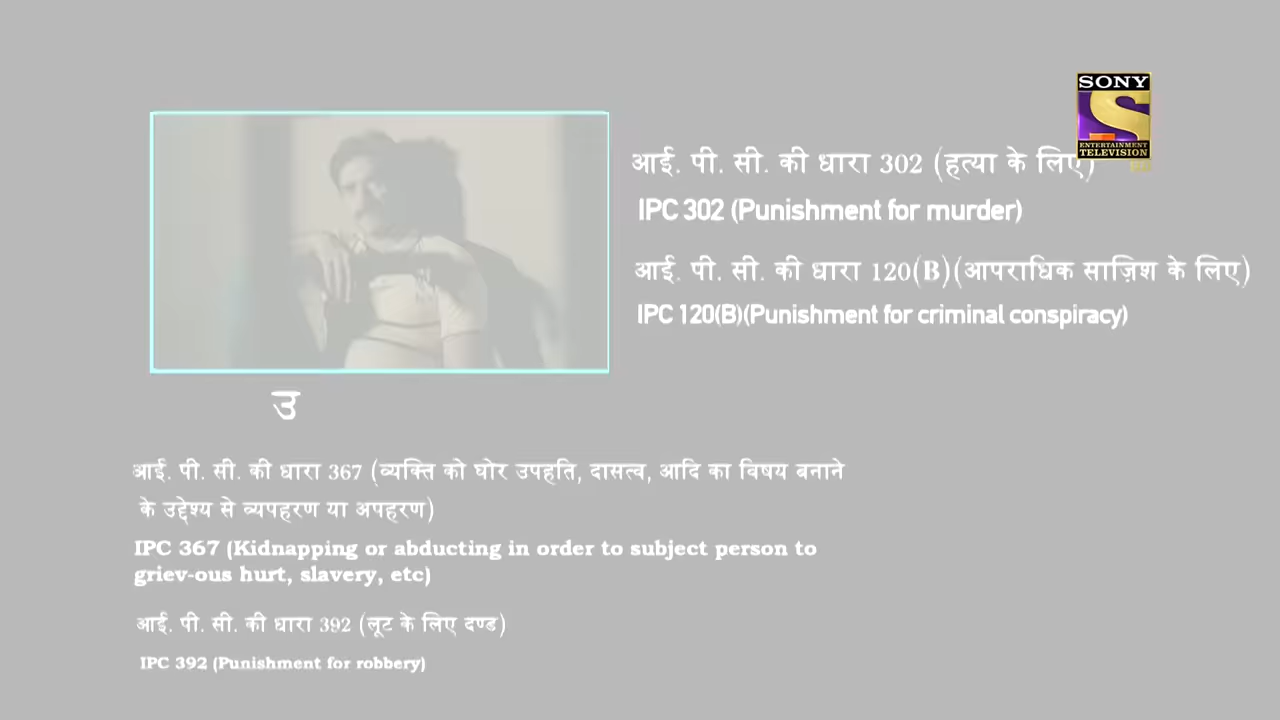 SONY
ENTERTAINMENT
TELEVISION
आई. पी. सी. की धारा 302 (हत्या के लिए)
IPC 302 (Punishment for murder)
आई. पी. सी. की धारा 120(B)(आपराधिक साज़िश के लिए)
IPC 120(B)(Punishment for criminal conspiracy)
उ
आई. पी. सी. की धारा 367 (व्यक्ति को घोर उपहति, दासत्व, आदि का विषय बनाने
के उद्देश्य से व्यपहरण या अपहरण)
IPC 367 (Kidnapping or abducting in order to subject person to
griev-ous hurt, slavery, etc)
आई. पी. सी. की धारा 392 (लूट के लिए दण्ड)
IPC 392 (Punishment for robbery)